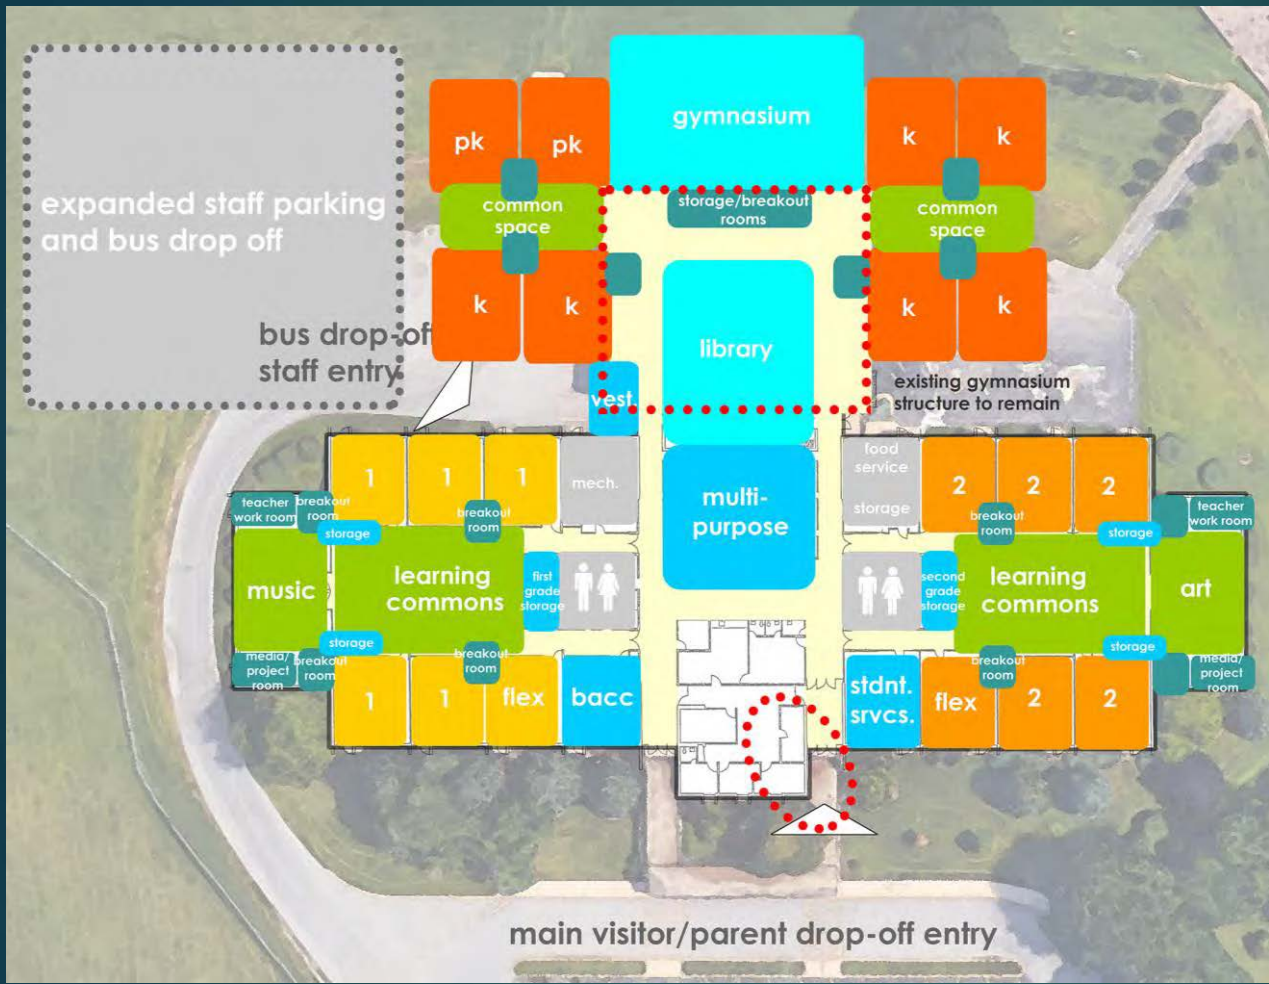 gymnasium
pk
pk
k
k
storage/breakout
rooms
common
space
common
space
expanded staff parking
and bus drop off
k
k
k
k
bus drop-off
staff entry
library
vest.
existing gymnasium
structure to remain
1
1
1
mech.
multi-
purpose
food
service
storage
2
2
2
teacher
work room
breakout
room
storage
breakout
room
breakout
room
storage
teacher
work room
music
learning
commons
first
grade
storage
second
grade
storage
learning
commons
art
storage
media/
project
room
breakout
room
breakout
room
breakout
room
storage
media/
project
room
1
1
flex
bacc
stdnt.
srvcs.
flex
2
2
main visitor/parent drop-off entry